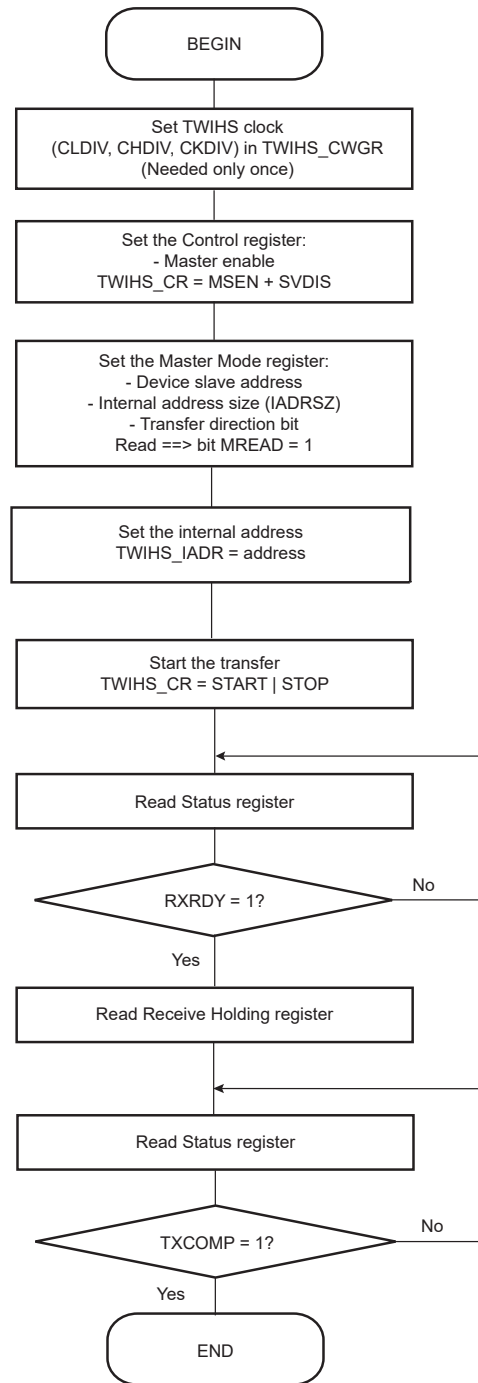 BEGIN
Set TWIHS clock
(CLDIV, CHDIV, CKDIV) in TWIHS_CWGR
(Needed only once)
Set the Control register:
- Master enable
TWIHS_CR = MSEN + SVDIS
Set the Master Mode register:
- Device slave address
- Internal address size (IADRSZ)
- Transfer direction bit
Read ==> bit MREAD = 1
Set the internal address
TWIHS_IADR = address
Start the transfer
TWIHS_CR = START | STOP
Read Status register
RXRDY = 1?
No
Yes
Read Receive Holding register
Read Status register
TXCOMP = 1?
No
Yes
END